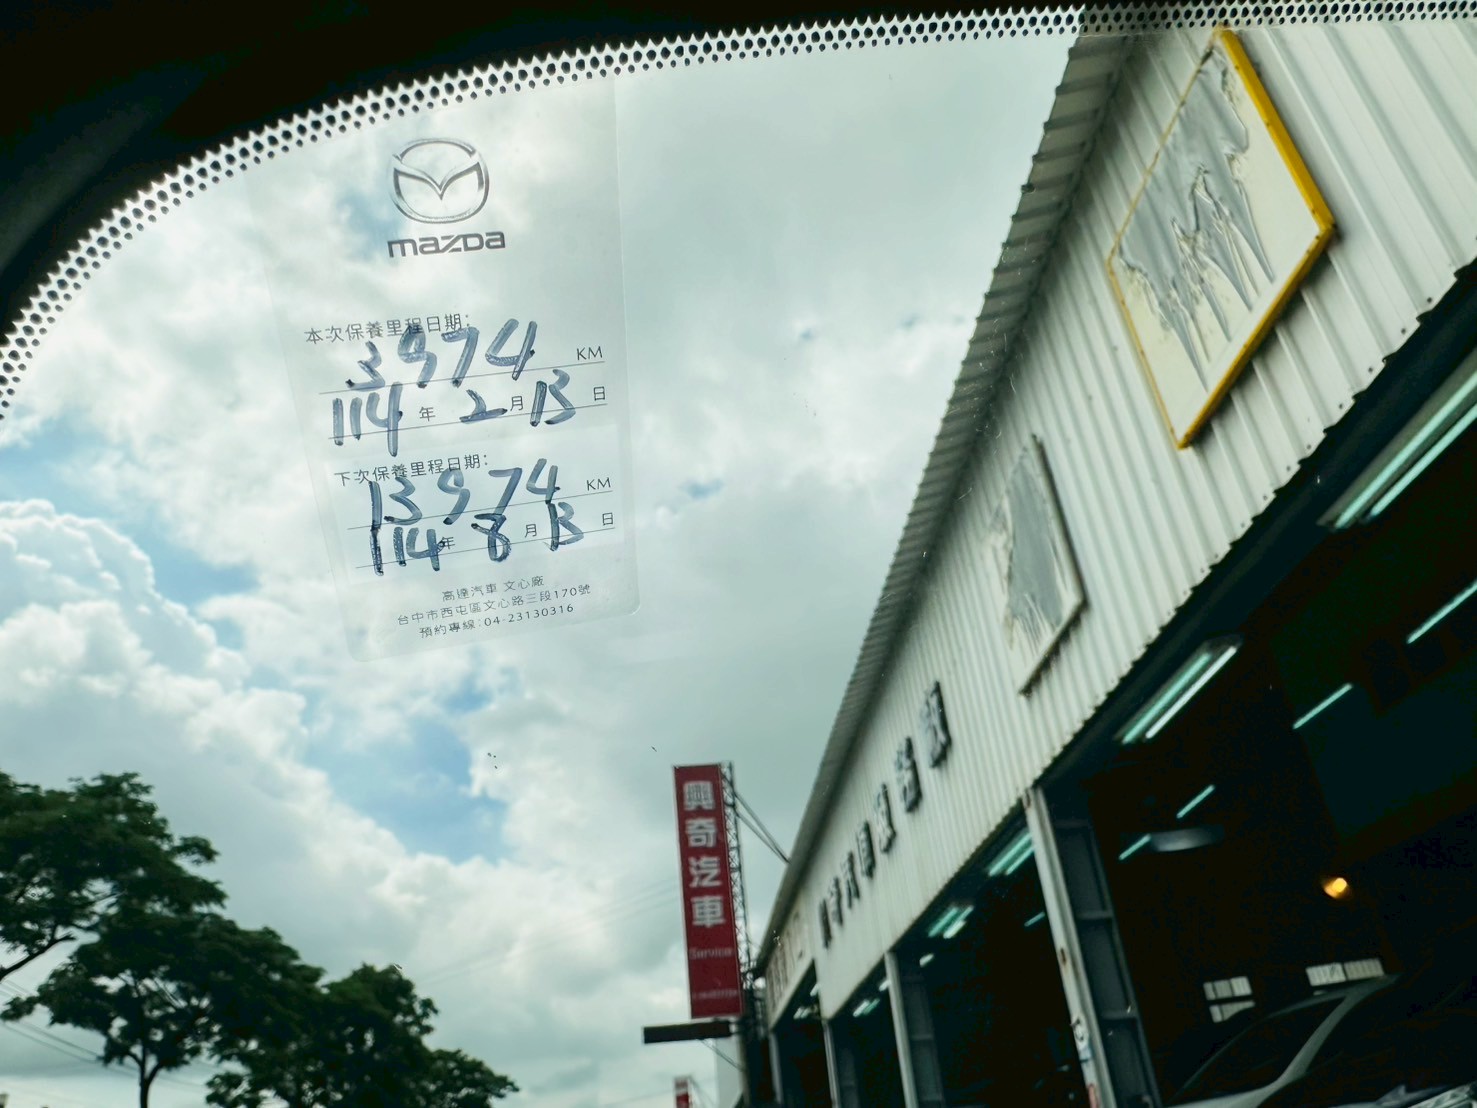 mazda
本次保養里程日期:
3974 KM
114 年 2 月 13 日
下次保養里程日期:
13974 KM
114 年 8 月 13 日
高達汽車 文心廠
台中市西屯區文心路三段170號
預約專線:04-23130316
興奇汽車
Service